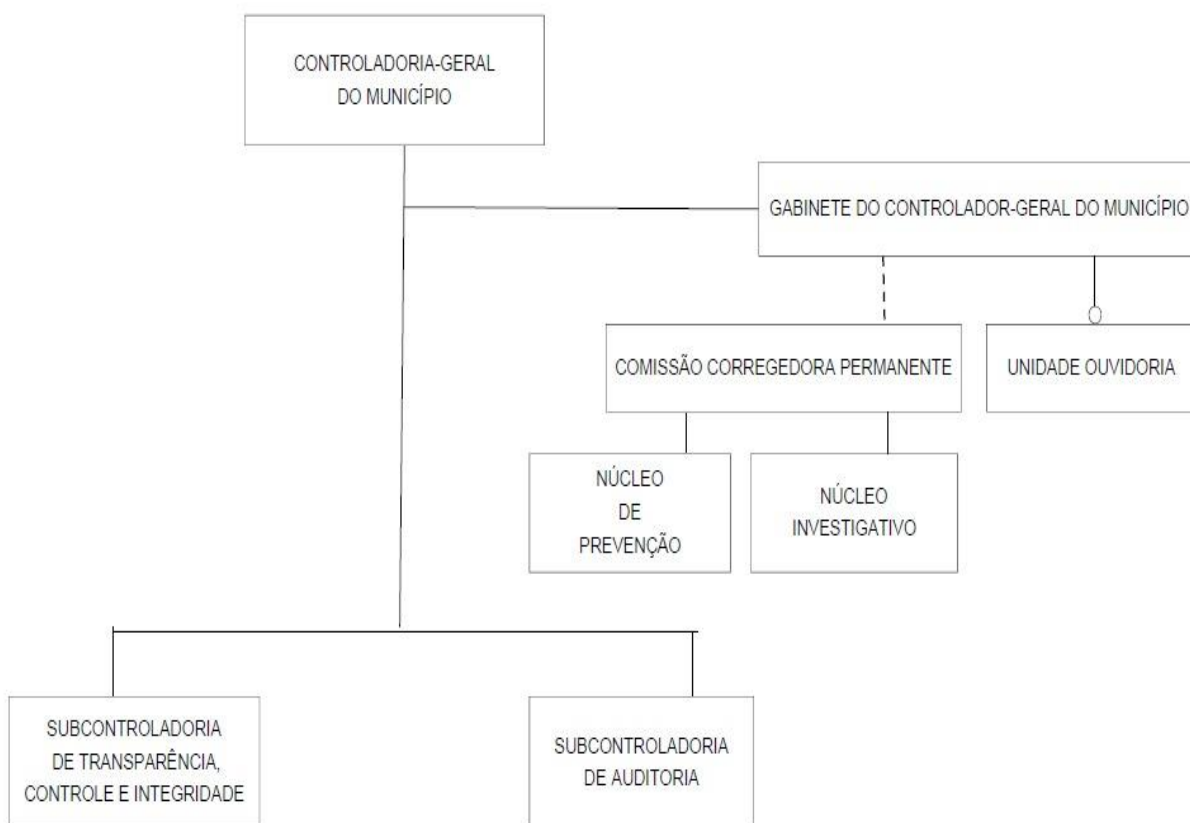 CONTROLADORIA-GERAL
DO MUNICÍPIO
GABINETE DO CONTROLADOR-GERAL DO MUNICÍPIO
COMISSÃO CORREGEDORA PERMANENTE
UNIDADE OUVIDORIA
NÚCLEO
DE
PREVENÇÃO
NÚCLEO
INVESTIGATIVO
SUBCONTROLADORIA
DE TRANSPARÊNCIA,
CONTROLE E INTEGRIDADE
SUBCONTROLADORIA
DE AUDITORIA